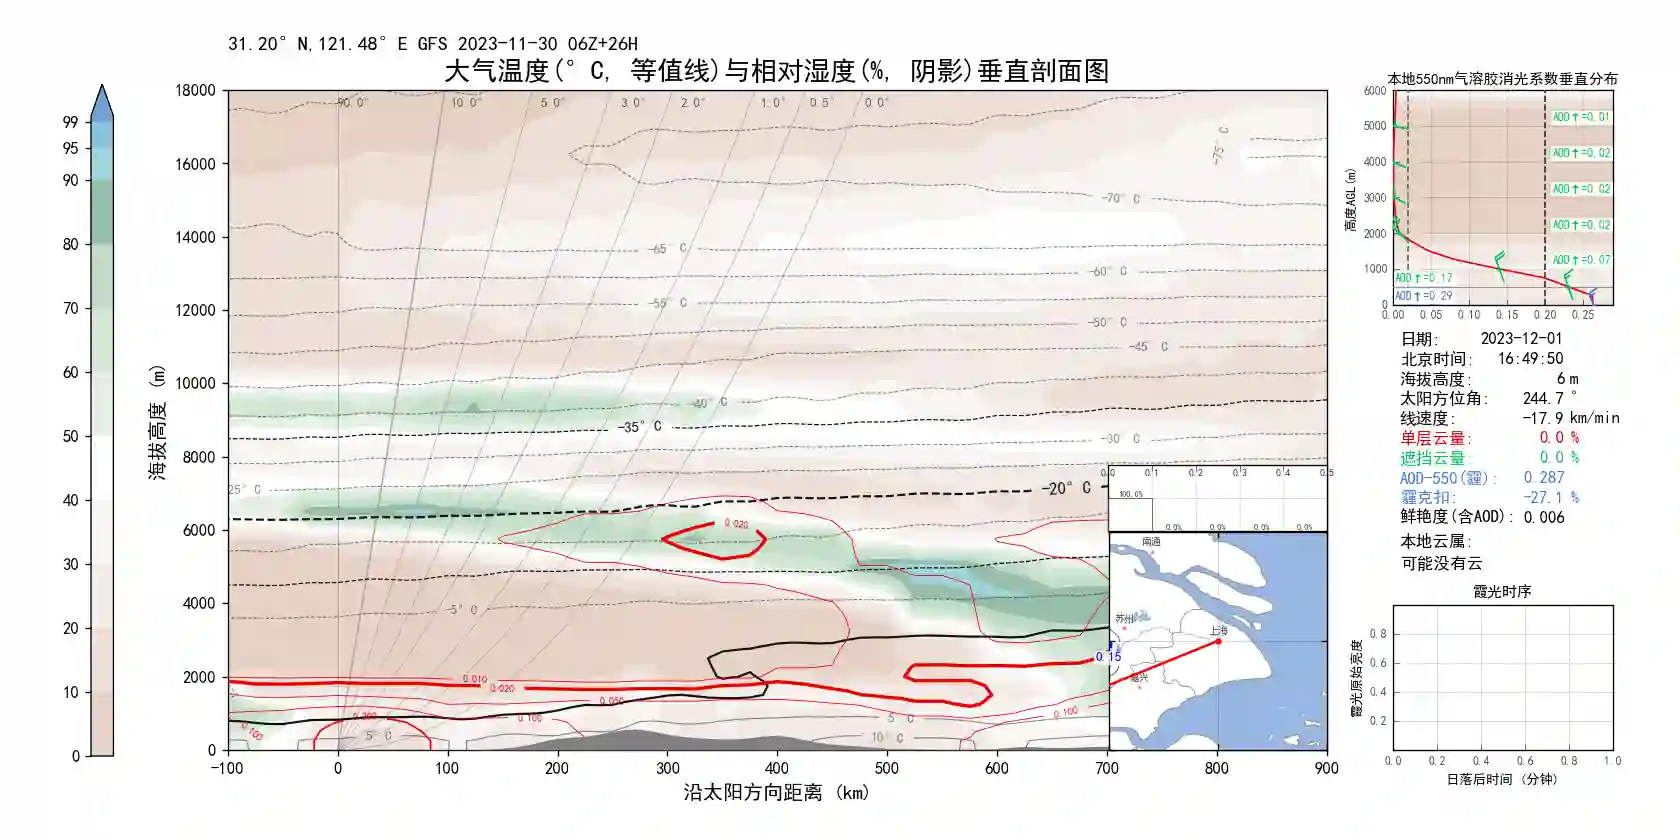 31.20° N,121.48° E GFS 2023-11-30 06Z+26H
大气温度(° C, 等值线)与相对湿度(%, 阴影)垂直剖面图
99
95
90
80
70
60
50
40
30
20
10
0
海拔高度 (m)
18000
16000
14000
12000
10000
8000
6000
4000
2000
0
90.0° 10.0° 5.0° 3.0° 2.0° 1.0° 0.5° 0.0°
-75° C
-70° C
-65° C
-60° C
-55° C
-50° C
-45° C
-40° C
-35° C
-30° C
25° C
-20° C
0.020
-5° C
0.010
0.020
0.050
0.200
0.100
0.100
0.100
5° C
5° C
10° C
-100 0 100 200 300 400 500 600 700 800 900
沿太阳方向距离 (km)
0.0 0.1 0.2 0.3 0.4 0.5
100.0%
0.0% 0.0% 0.0% 0.0%
南通
苏州
上海
嘉兴
0.15
本地550nm气溶胶消光系数垂直分布
高度AGL(m)
6000
5000
4000
3000
2000
1000
0
AOD↑=0.01
AOD↑=0.02
AOD↑=0.02
AOD↑=0.02
AOD↑=0.07
AOD↑=0.17
AOD↑=0.29
0.00 0.05 0.10 0.15 0.20 0.25
日期: 2023-12-01
北京时间: 16:49:50
海拔高度: 6 m
太阳方位角: 244.7 °
线速度: -17.9 km/min
单层云量: 0.0 %
遮挡云量: 0.0 %
AOD-550(霾): 0.287
霾克扣: -27.1 %
鲜艳度(含AOD): 0.006
本地云属:
可能没有云
霞光时序
霞光原始亮度
0.8
0.6
0.4
0.2
0.0 0.2 0.4 0.6 0.8 1.0
日落后时间 (分钟)